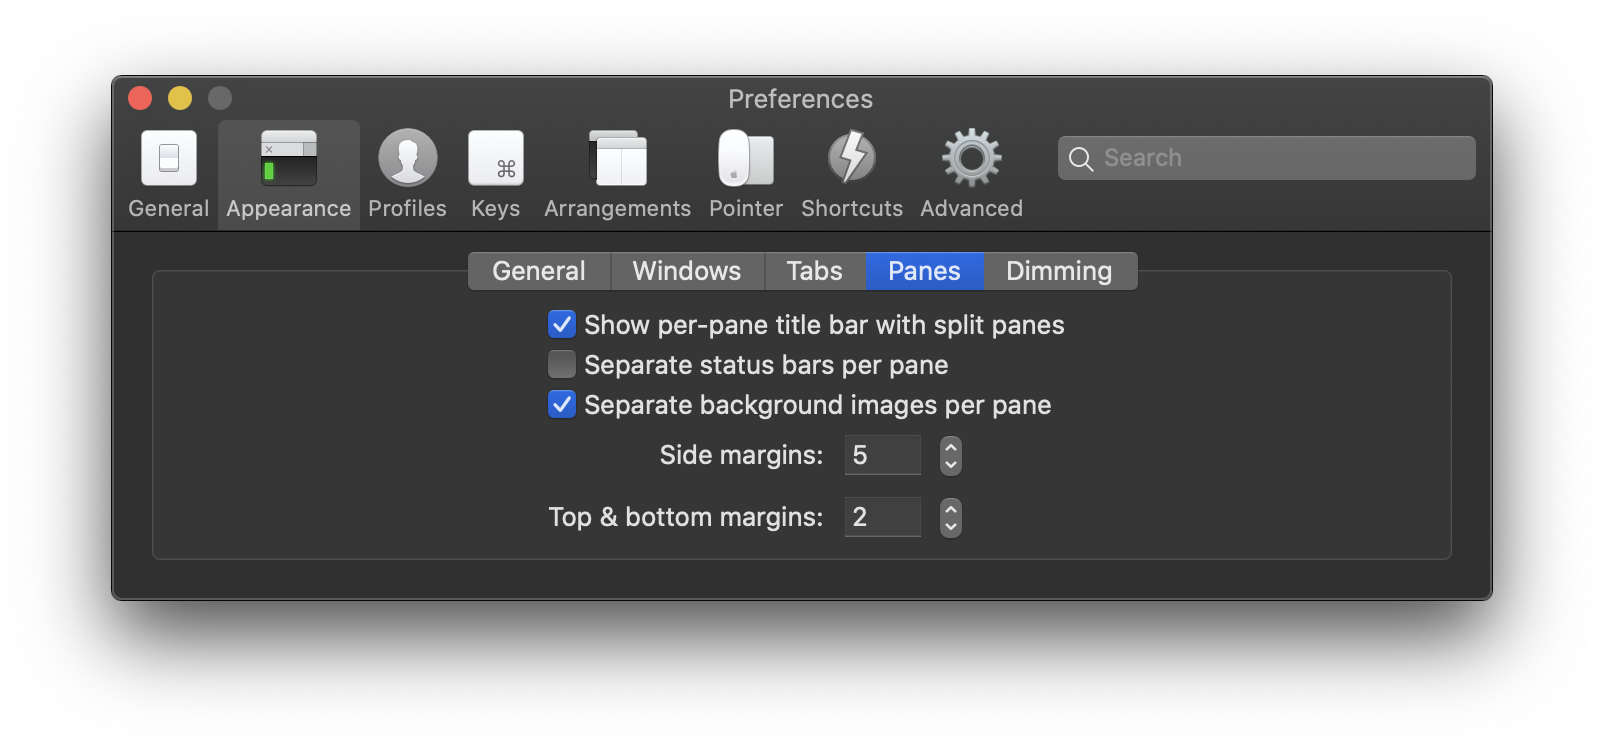 Preferences
General Appearance Profiles Keys Arrangements Pointer Shortcuts Advanced Search
General Windows Tabs Panes Dimming
Show per-pane title bar with split panes
Separate status bars per pane
Separate background images per pane
Side margins: 5
Top & bottom margins: 2